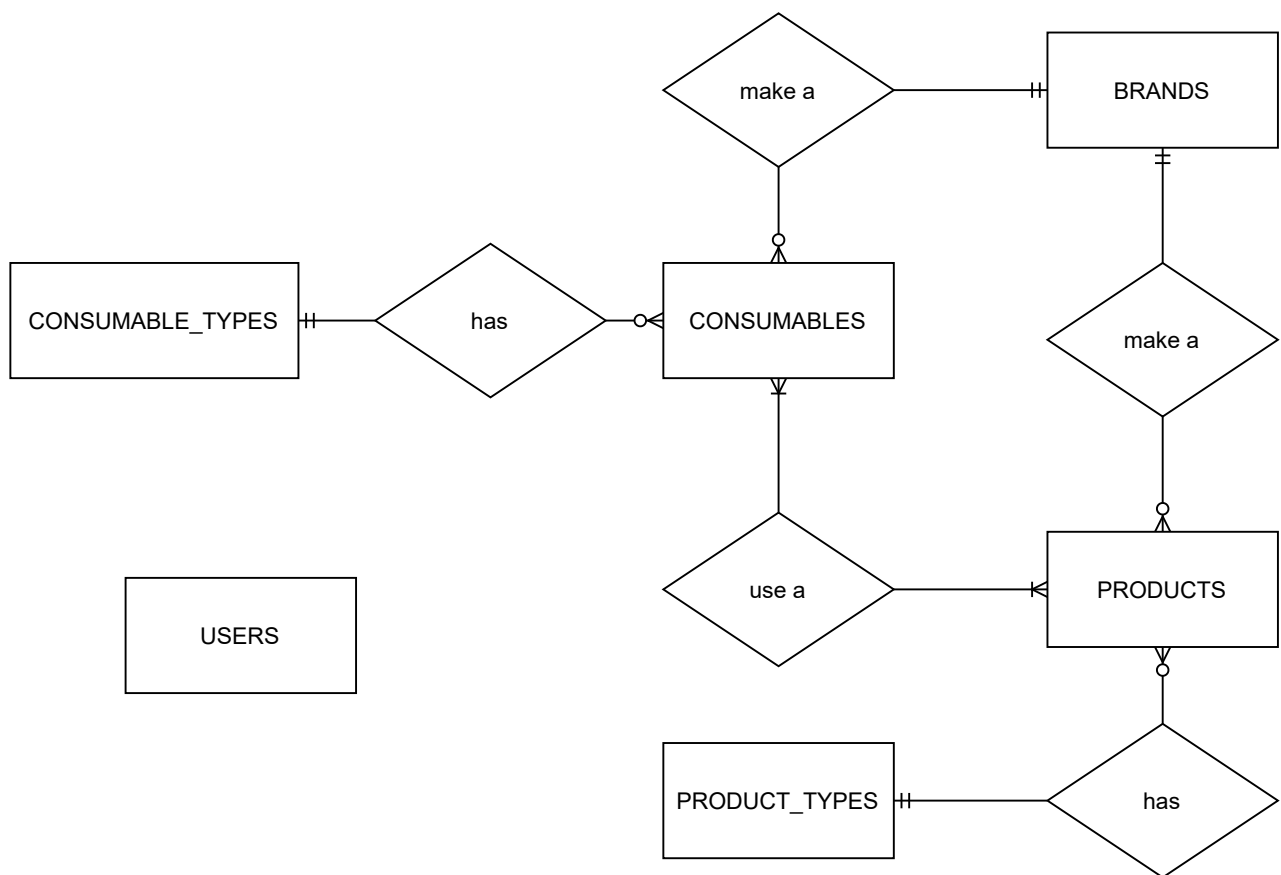 make a
BRANDS
CONSUMABLE_TYPES
has
CONSUMABLES
make a
USERS
use a
PRODUCTS
PRODUCT_TYPES
has